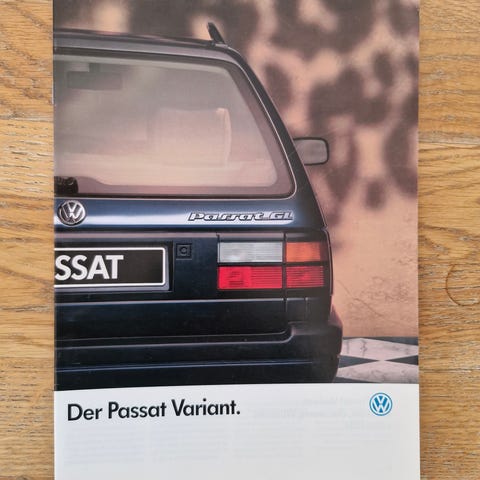 Passat GL
SSAT
Der Passat Variant.